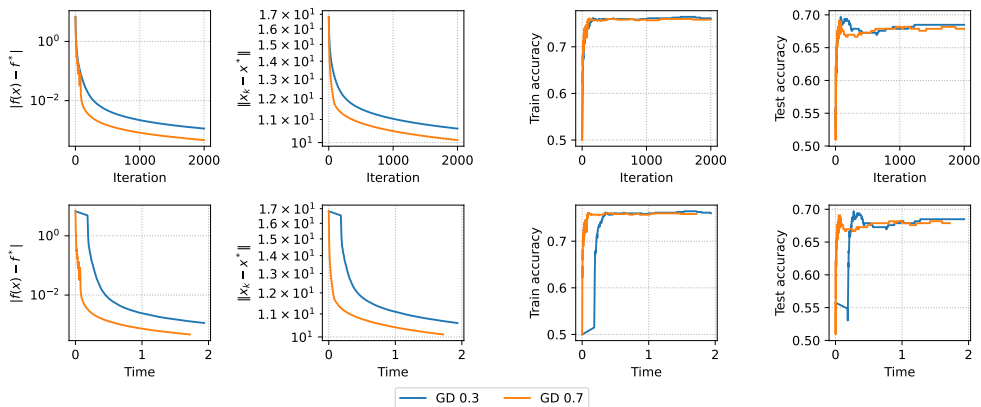 |f(x) − f*|
10⁰
10⁻²
0 1000 2000
Iteration
‖xₖ − x*‖
1.7 × 10¹
1.6 × 10¹
1.5 × 10¹
1.4 × 10¹
1.3 × 10¹
1.2 × 10¹
1.1 × 10¹
10¹
0 1000 2000
Iteration
Train accuracy
0.7
0.6
0.5
0 1000 2000
Iteration
Test accuracy
0.70
0.65
0.60
0.55
0.50
0 1000 2000
Iteration
|f(x) − f*|
10⁰
10⁻²
0 1 2
Time
‖xₖ − x*‖
1.7 × 10¹
1.6 × 10¹
1.5 × 10¹
1.4 × 10¹
1.3 × 10¹
1.2 × 10¹
1.1 × 10¹
10¹
0 1 2
Time
Train accuracy
0.7
0.6
0.5
0 1 2
Time
Test accuracy
0.70
0.65
0.60
0.55
0.50
0 1 2
Time
GD 0.3 GD 0.7